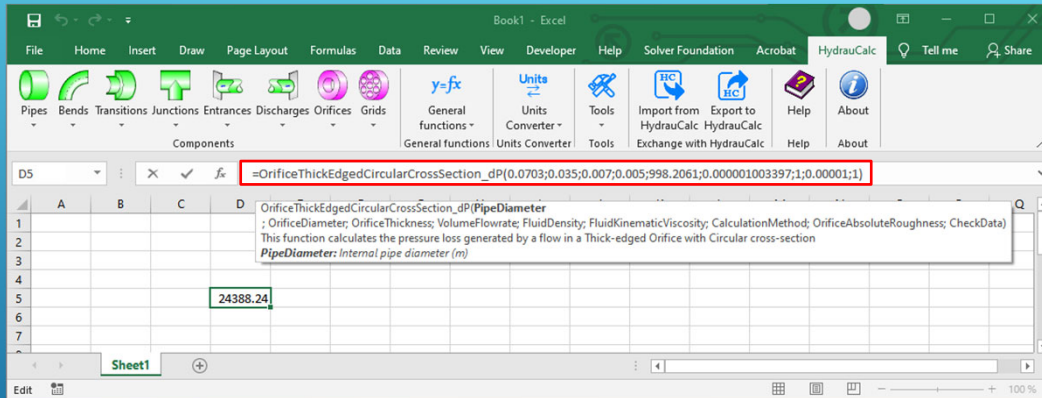 Book1 - Excel
File Home Insert Draw Page Layout Formulas Data Review View Developer Help Solver Foundation Acrobat HydrauCalc Tell me Share
y=fx Units HC HC
Pipes Bends Transitions Junctions Entrances Discharges Orifices Grids General Units Tools Import from Export to Help About
functions Converter HydrauCalc HydrauCalc
Components General functions Units Converter Tools Exchange with HydrauCalc Help About
D5 fx =OrificeThickEdgedCircularCrossSection_dP(0.0703;0.035;0.007;0.005;998.2061;0.000001003397;1;0.00001;1)
A B C D Q
OrificeThickEdgedCircularCrossSection_dP(PipeDiameter
1 ; OrificeDiameter; OrificeThickness; VolumeFlowrate; FluidDensity; FluidKinematicViscosity; CalculationMethod; OrificeAbsoluteRoughness; CheckData)
2 This function calculates the pressure loss generated by a flow in a Thick-edged Orifice with Circular cross-section
3 PipeDiameter: Internal pipe diameter (m)
4
5 24388.24
6
7
Sheet1
Edit 100 %